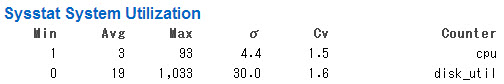 Sysstat System Utilization
Min Avg Max σ Cv Counter
1 3 93 4.4 1.5 cpu
0 19 1,033 30.0 1.6 disk_util